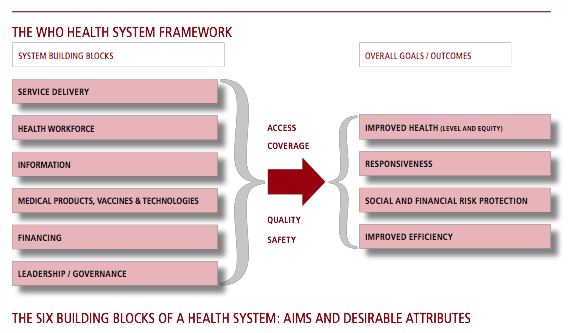 THE WHO HEALTH SYSTEM FRAMEWORK
SYSTEM BUILDING BLOCKS
OVERALL GOALS / OUTCOMES
SERVICE DELIVERY
HEALTH WORKFORCE
INFORMATION
MEDICAL PRODUCTS, VACCINES & TECHNOLOGIES
FINANCING
LEADERSHIP / GOVERNANCE
ACCESS
COVERAGE
QUALITY
SAFETY
IMPROVED HEALTH (LEVEL AND EQUITY)
RESPONSIVENESS
SOCIAL AND FINANCIAL RISK PROTECTION
IMPROVED EFFICIENCY
THE SIX BUILDING BLOCKS OF A HEALTH SYSTEM: AIMS AND DESIRABLE ATTRIBUTES